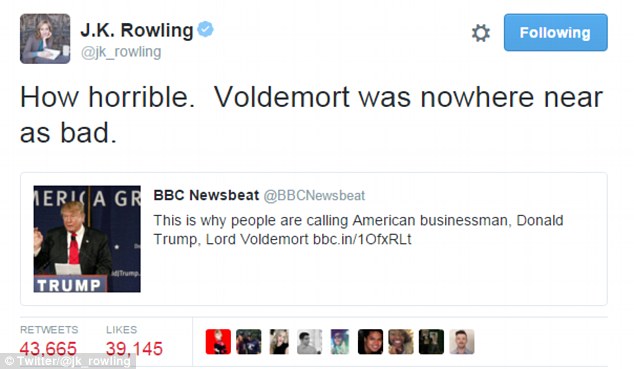 J.K. Rowling
@jk_rowling
Following
How horrible.  Voldemort was nowhere near
as bad.
BBC Newsbeat @BBCNewsbeat
This is why people are calling American businessman, Donald
Trump, Lord Voldemort bbc.in/1OfxRLt
MERICA GR
TRUMP
RETWEETS LIKES
43,665 39,145
© Twitter/@jk_rowling